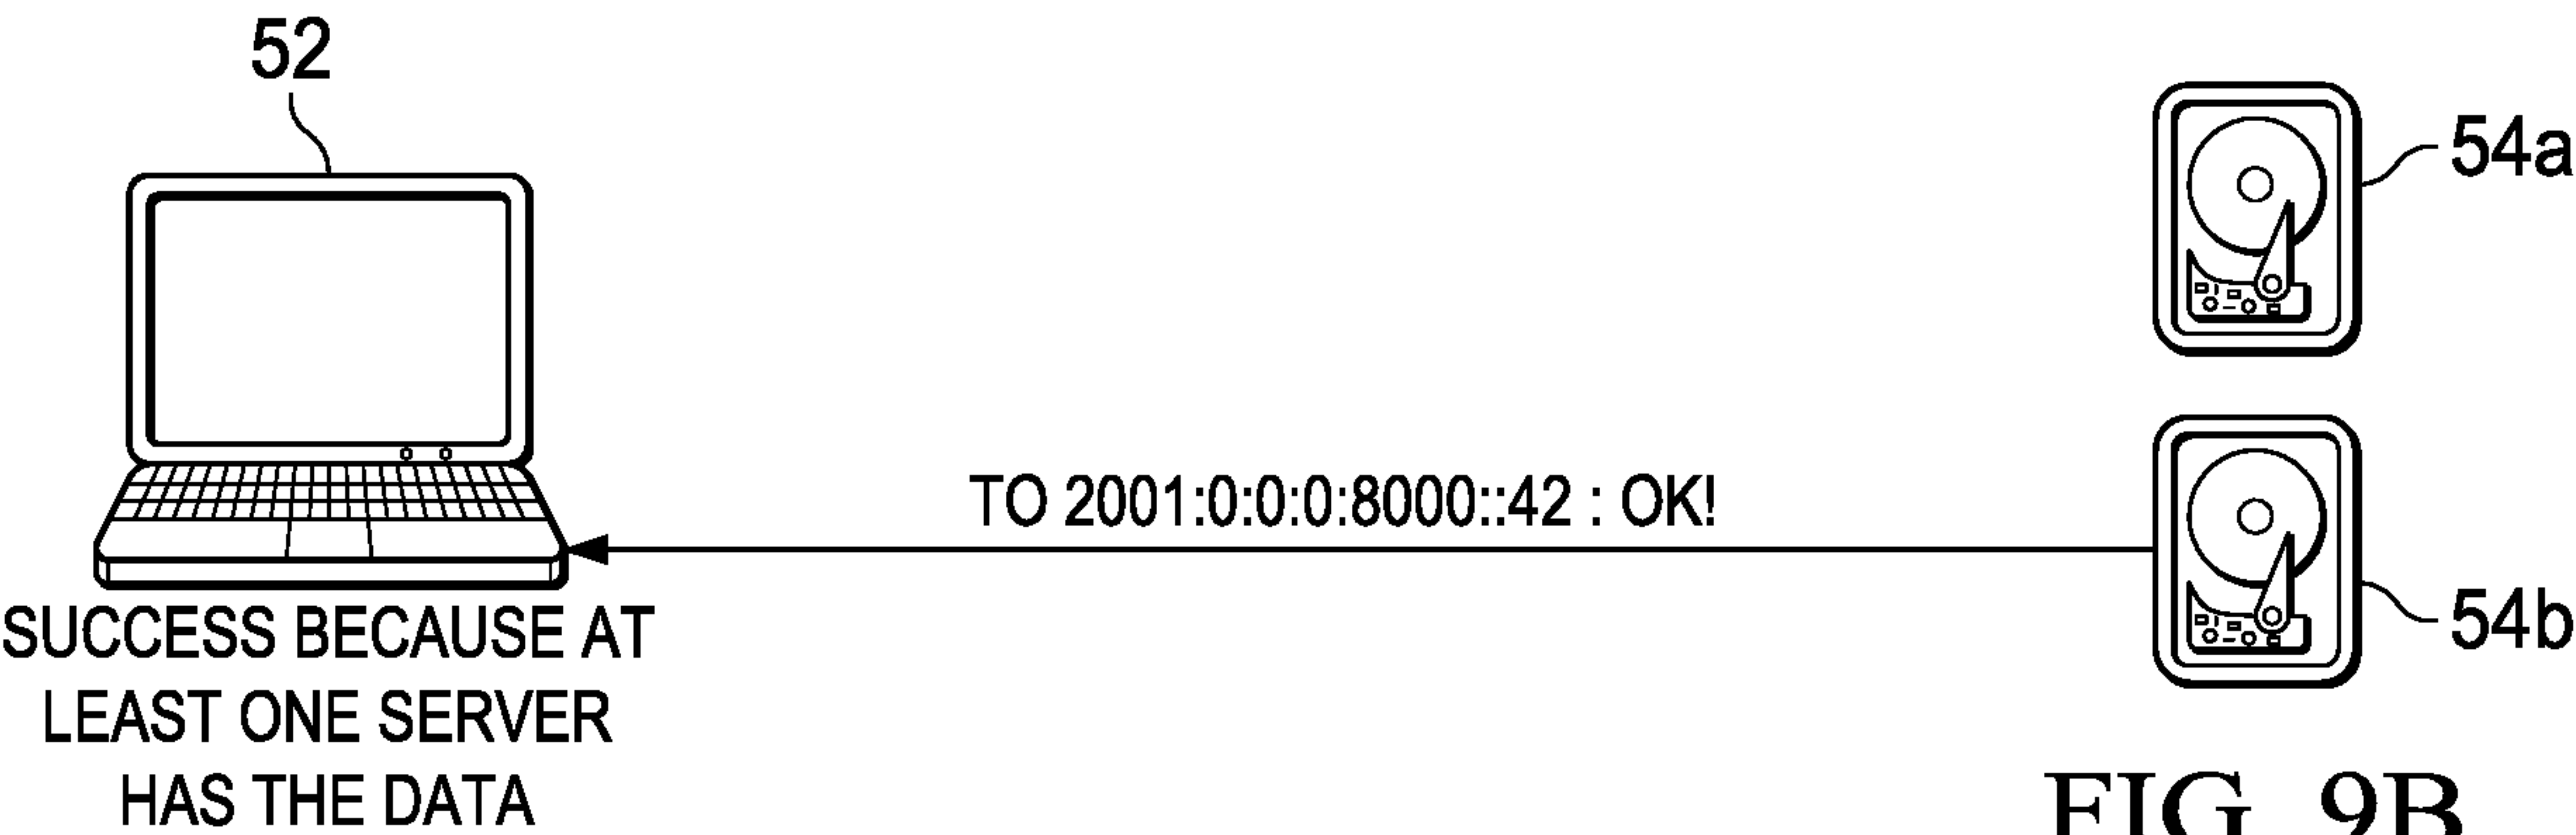 52
54a
TO 2001:0:0:0:8000::42 : OK!
54b
SUCCESS BECAUSE AT
LEAST ONE SERVER
HAS THE DATA
FIG. 9B